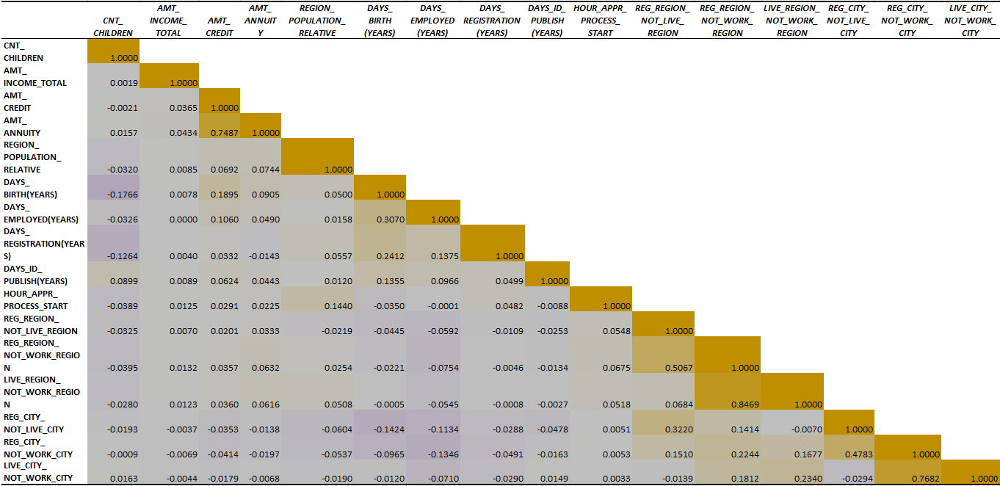 CNT_ CHILDREN AMT_ INCOME_ TOTAL AMT_ CREDIT AMT_ ANNUIT Y REGION_ POPULATION_ RELATIVE DAYS_ BIRTH (YEARS) DAYS_ EMPLOYED (YEARS) DAYS_ REGISTRATION (YEARS) DAYS_ID_ PUBLISH (YEARS) HOUR_APPR_ PROCESS_ START REG_REGION_ NOT_LIVE_ REGION REG_REGION_ NOT_WORK_ REGION LIVE_REGION_ NOT_WORK_ REGION REG_CITY_ NOT_LIVE_ CITY REG_CITY_ NOT_WORK_ CITY LIVE_CITY_ NOT_WORK_ CITY
CNT_
CHILDREN 1.0000
AMT_
INCOME_TOTAL 0.0019 1.0000
AMT_
CREDIT -0.0021 0.0365 1.0000
AMT_
ANNUITY 0.0157 0.0434 0.7487 1.0000
REGION_
POPULATION_
RELATIVE -0.0320 0.0085 0.0692 0.0744 1.0000
DAYS_
BIRTH(YEARS) -0.1766 0.0078 0.1895 0.0905 0.0500 1.0000
DAYS_
EMPLOYED(YEARS) -0.0326 0.0000 0.1060 0.0490 0.0158 0.3070 1.0000
DAYS_
REGISTRATION(YEAR
S) -0.1264 0.0040 0.0332 -0.0143 0.0557 0.2412 0.1375 1.0000
DAYS_ID_
PUBLISH(YEARS) 0.0899 0.0089 0.0624 0.0443 0.0120 0.1355 0.0966 0.0499 1.0000
HOUR_APPR_
PROCESS_START -0.0389 0.0125 0.0291 0.0225 0.1440 -0.0350 -0.0001 0.0482 -0.0088 1.0000
REG_REGION_
NOT_LIVE_REGION -0.0325 0.0070 0.0201 0.0333 -0.0219 -0.0445 -0.0592 -0.0109 -0.0253 0.0548 1.0000
REG_REGION_
NOT_WORK_REGIO
N -0.0395 0.0132 0.0357 0.0632 0.0254 -0.0221 -0.0754 -0.0046 -0.0134 0.0675 0.5067 1.0000
LIVE_REGION_
NOT_WORK_REGIO
N -0.0280 0.0123 0.0360 0.0616 0.0508 -0.0005 -0.0545 -0.0008 -0.0027 0.0518 0.0684 0.8469 1.0000
REG_CITY_
NOT_LIVE_CITY -0.0193 -0.0037 -0.0353 -0.0138 -0.0604 -0.1424 -0.1134 -0.0288 -0.0478 0.0051 0.3220 0.1414 -0.0070 1.0000
REG_CITY_
NOT_WORK_CITY -0.0009 -0.0069 -0.0414 -0.0197 -0.0537 -0.0965 -0.1346 -0.0491 -0.0163 0.0053 0.1510 0.2244 0.1677 0.4783 1.0000
LIVE_CITY_
NOT_WORK_CITY 0.0163 -0.0044 -0.0179 -0.0068 -0.0190 -0.0120 -0.0710 -0.0290 0.0149 0.0033 -0.0139 0.1812 0.2340 -0.0294 0.7682 1.0000